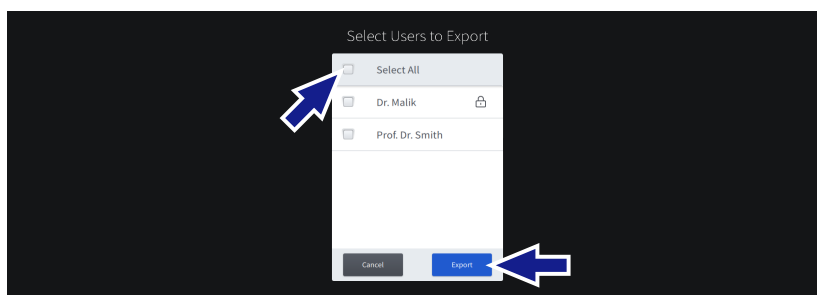 Select Users to Export
Select All
Dr. Malik
Prof. Dr. Smith
Cancel
Export